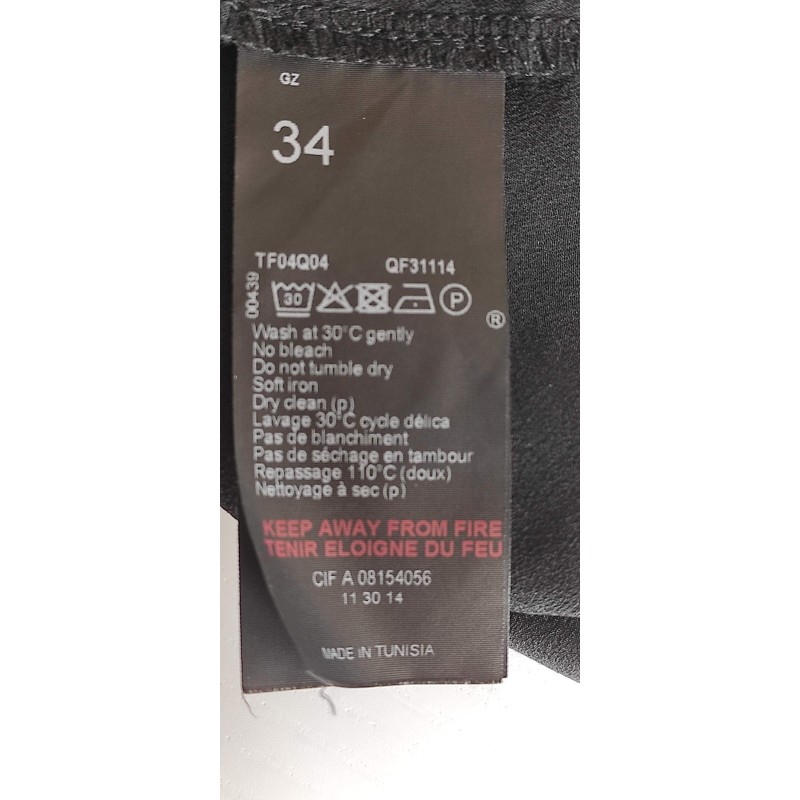 GZ
34
TF04Q04 QF31114
00439
30 P
®
Wash at 30°C gently
No bleach
Do not tumble dry
Soft iron
Dry clean (p)
Lavage 30°C cycle délica
Pas de blanchiment
Pas de séchage en tambour
Repassage 110°C (doux)
Nettoyage à sec (p)
KEEP AWAY FROM FIRE
TENIR ELOIGNE DU FEU
CIF A 08154056
11 30 14
MADE IN TUNISIA